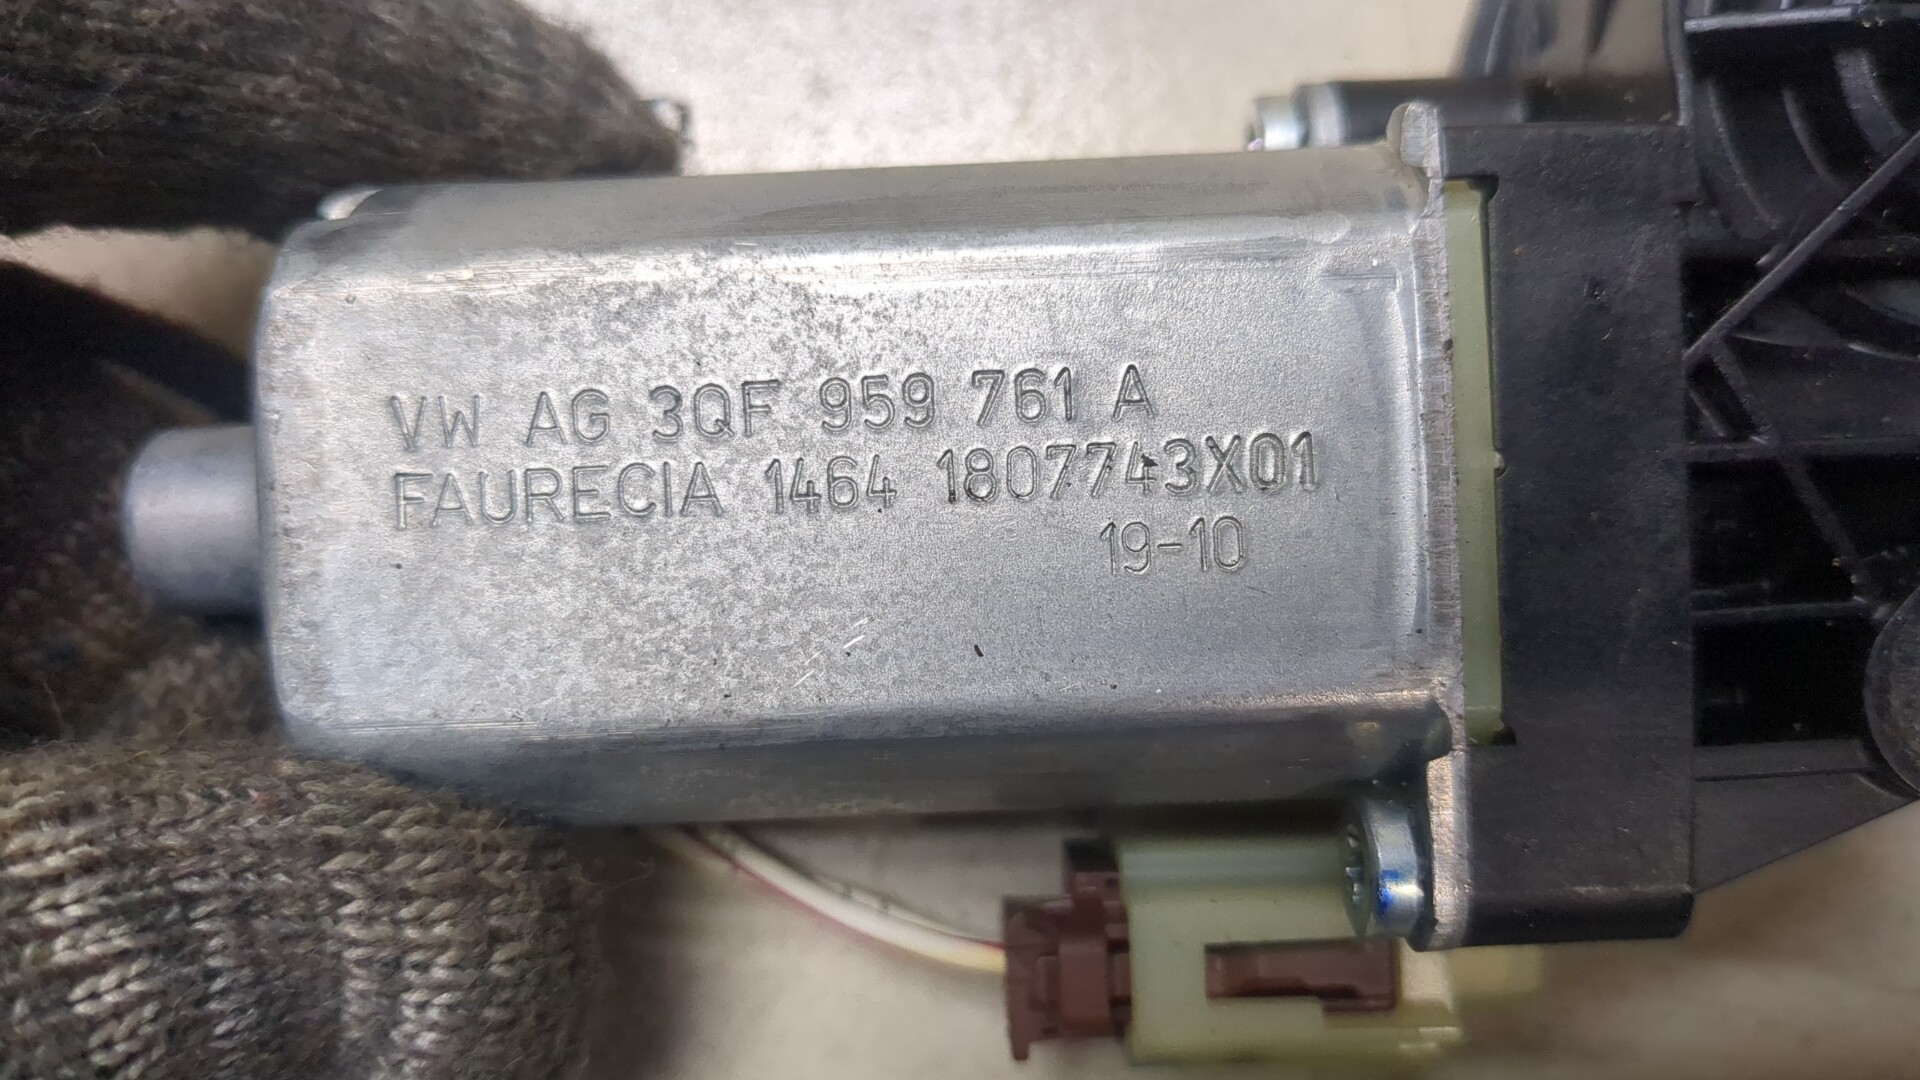 VW AG 3QF 959 761 A
FAURECIA 1464 1807743X01
19-10